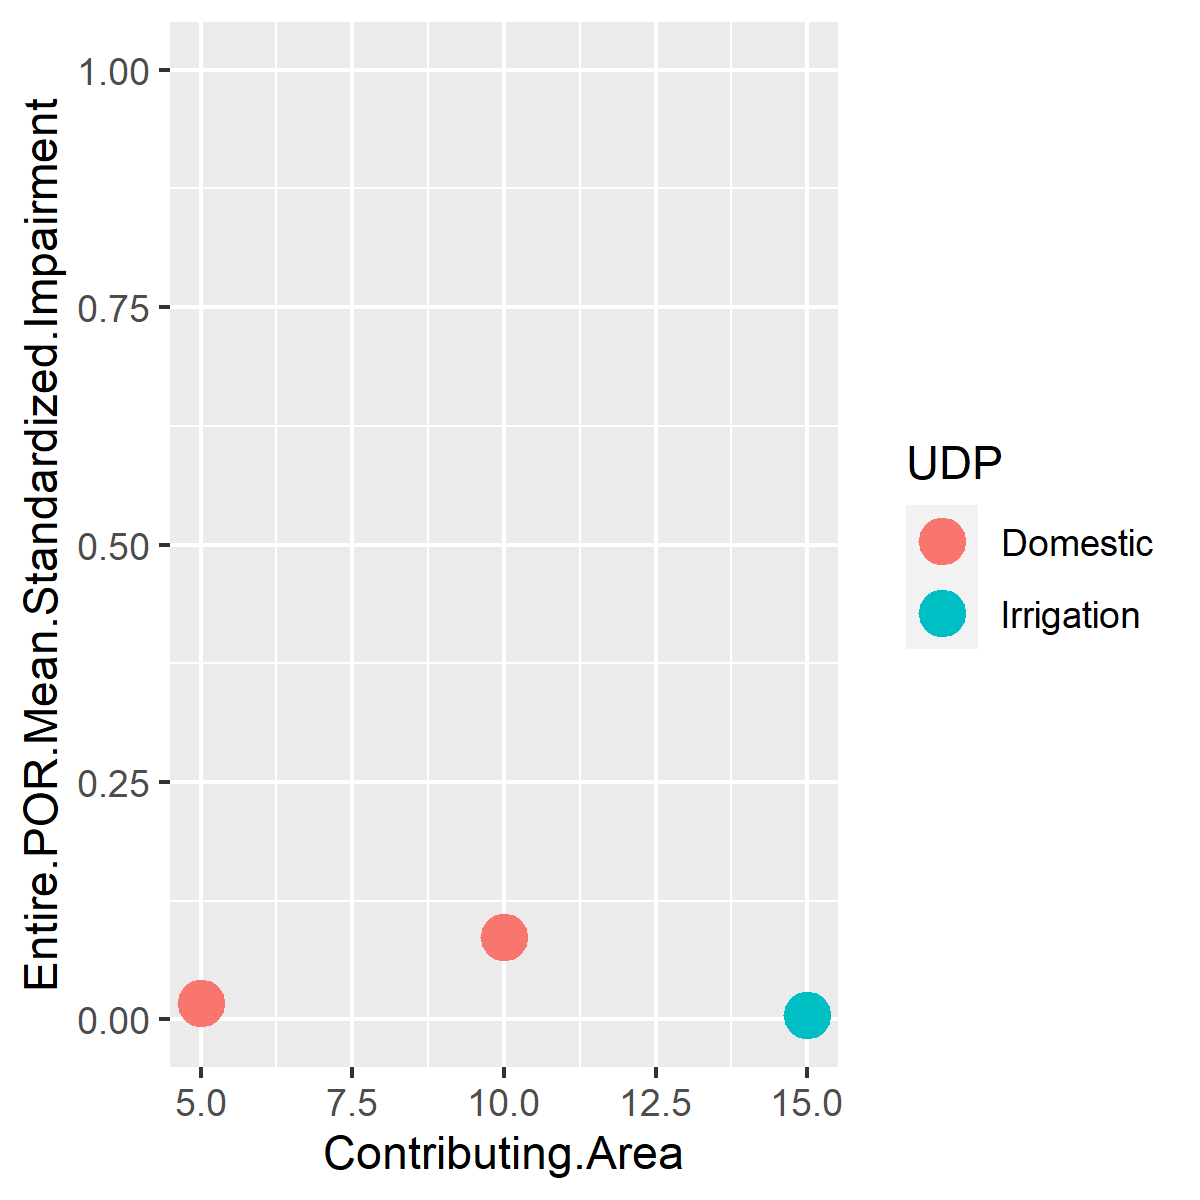 Entire.POR.Mean.Standardized.Impairment
1.00
0.75
0.50
0.25
0.00
5.0 7.5 10.0 12.5 15.0
Contributing.Area
UDP
Domestic
Irrigation